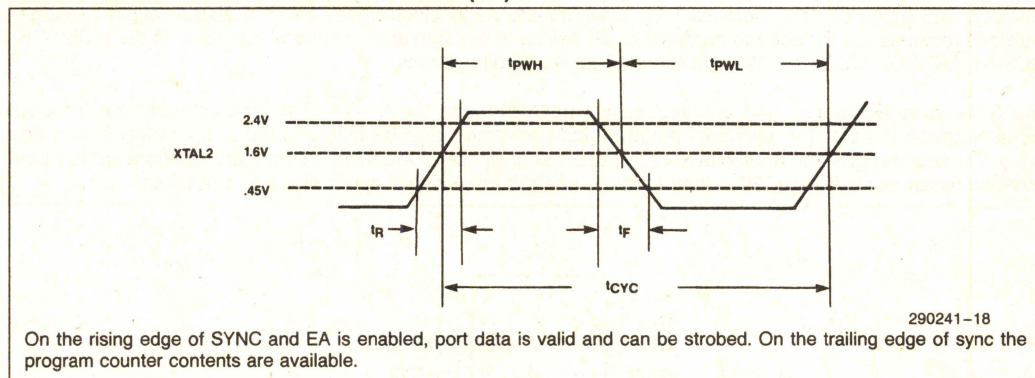 tPWH
tPWL
2.4V
XTAL2
1.6V
.45V
tR
tF
tCYC
290241–18
On the rising edge of SYNC and EA is enabled, port data is valid and can be strobed. On the trailing edge of sync the
program counter contents are available.